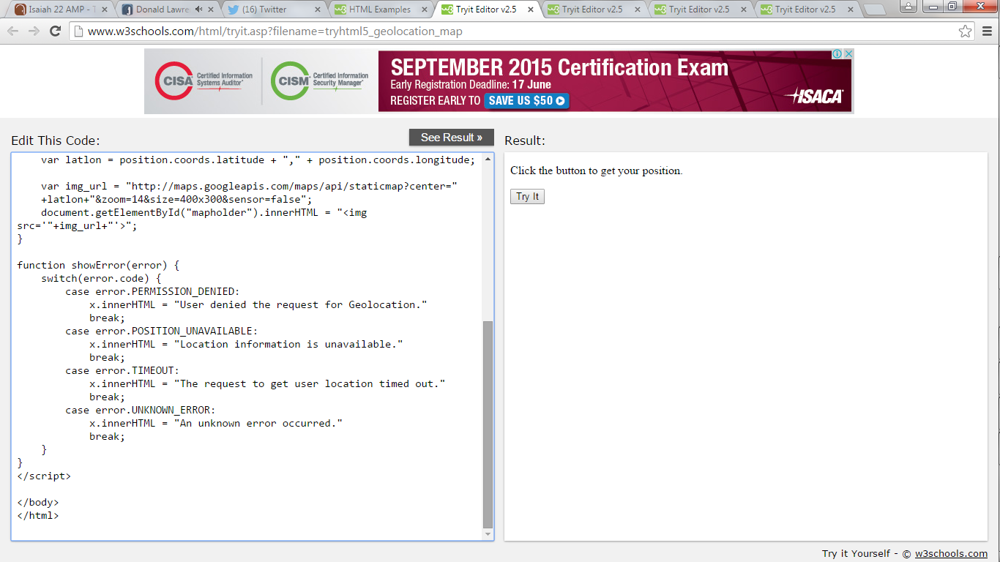 Isaiah 22 AMP - T
Donald Lawre
(16) Twitter
HTML Examples
Tryit Editor v2.5
Tryit Editor v2.5
Tryit Editor v2.5
Tryit Editor v2.5
www.w3schools.com/html/tryit.asp?filename=tryhtml5_geolocation_map
CISA Certified Information
Systems Auditor
CISM Certified Information
Security Manager
SEPTEMBER 2015 Certification Exam
Early Registration Deadline: 17 June
REGISTER EARLY TO SAVE US $50
ISACA
Edit This Code:
See Result »
    var latlon = position.coords.latitude + "," + position.coords.longitude;
    var img_url = "http://maps.googleapis.com/maps/api/staticmap?center="
    +latlon+"&zoom=14&size=400x300&sensor=false";
    document.getElementById("mapholder").innerHTML = "<img
src='"+img_url+"'>";
}
function showError(error) {
    switch(error.code) {
        case error.PERMISSION_DENIED:
            x.innerHTML = "User denied the request for Geolocation."
            break;
        case error.POSITION_UNAVAILABLE:
            x.innerHTML = "Location information is unavailable."
            break;
        case error.TIMEOUT:
            x.innerHTML = "The request to get user location timed out."
            break;
        case error.UNKNOWN_ERROR:
            x.innerHTML = "An unknown error occurred."
            break;
    }
}
</script>
</body>
</html>
Result:
Click the button to get your position.
Try It
Try it Yourself - © w3schools.com